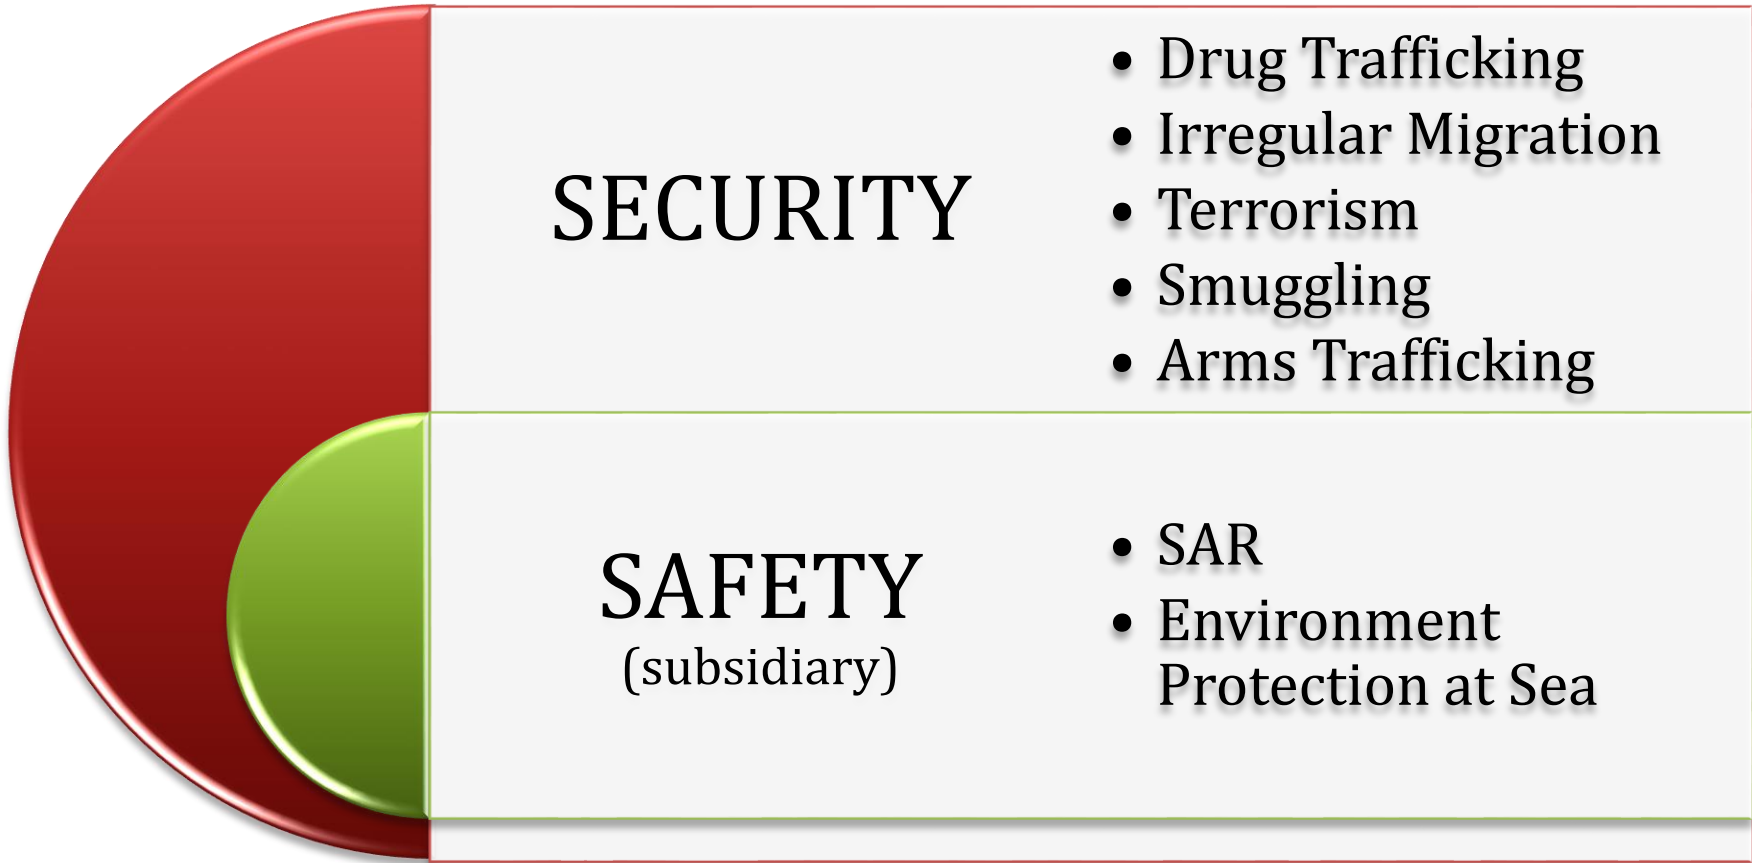 SECURITY
• Drug Trafficking
• Irregular Migration
• Terrorism
• Smuggling
• Arms Trafficking
SAFETY
(subsidiary)
• SAR
• Environment
Protection at Sea